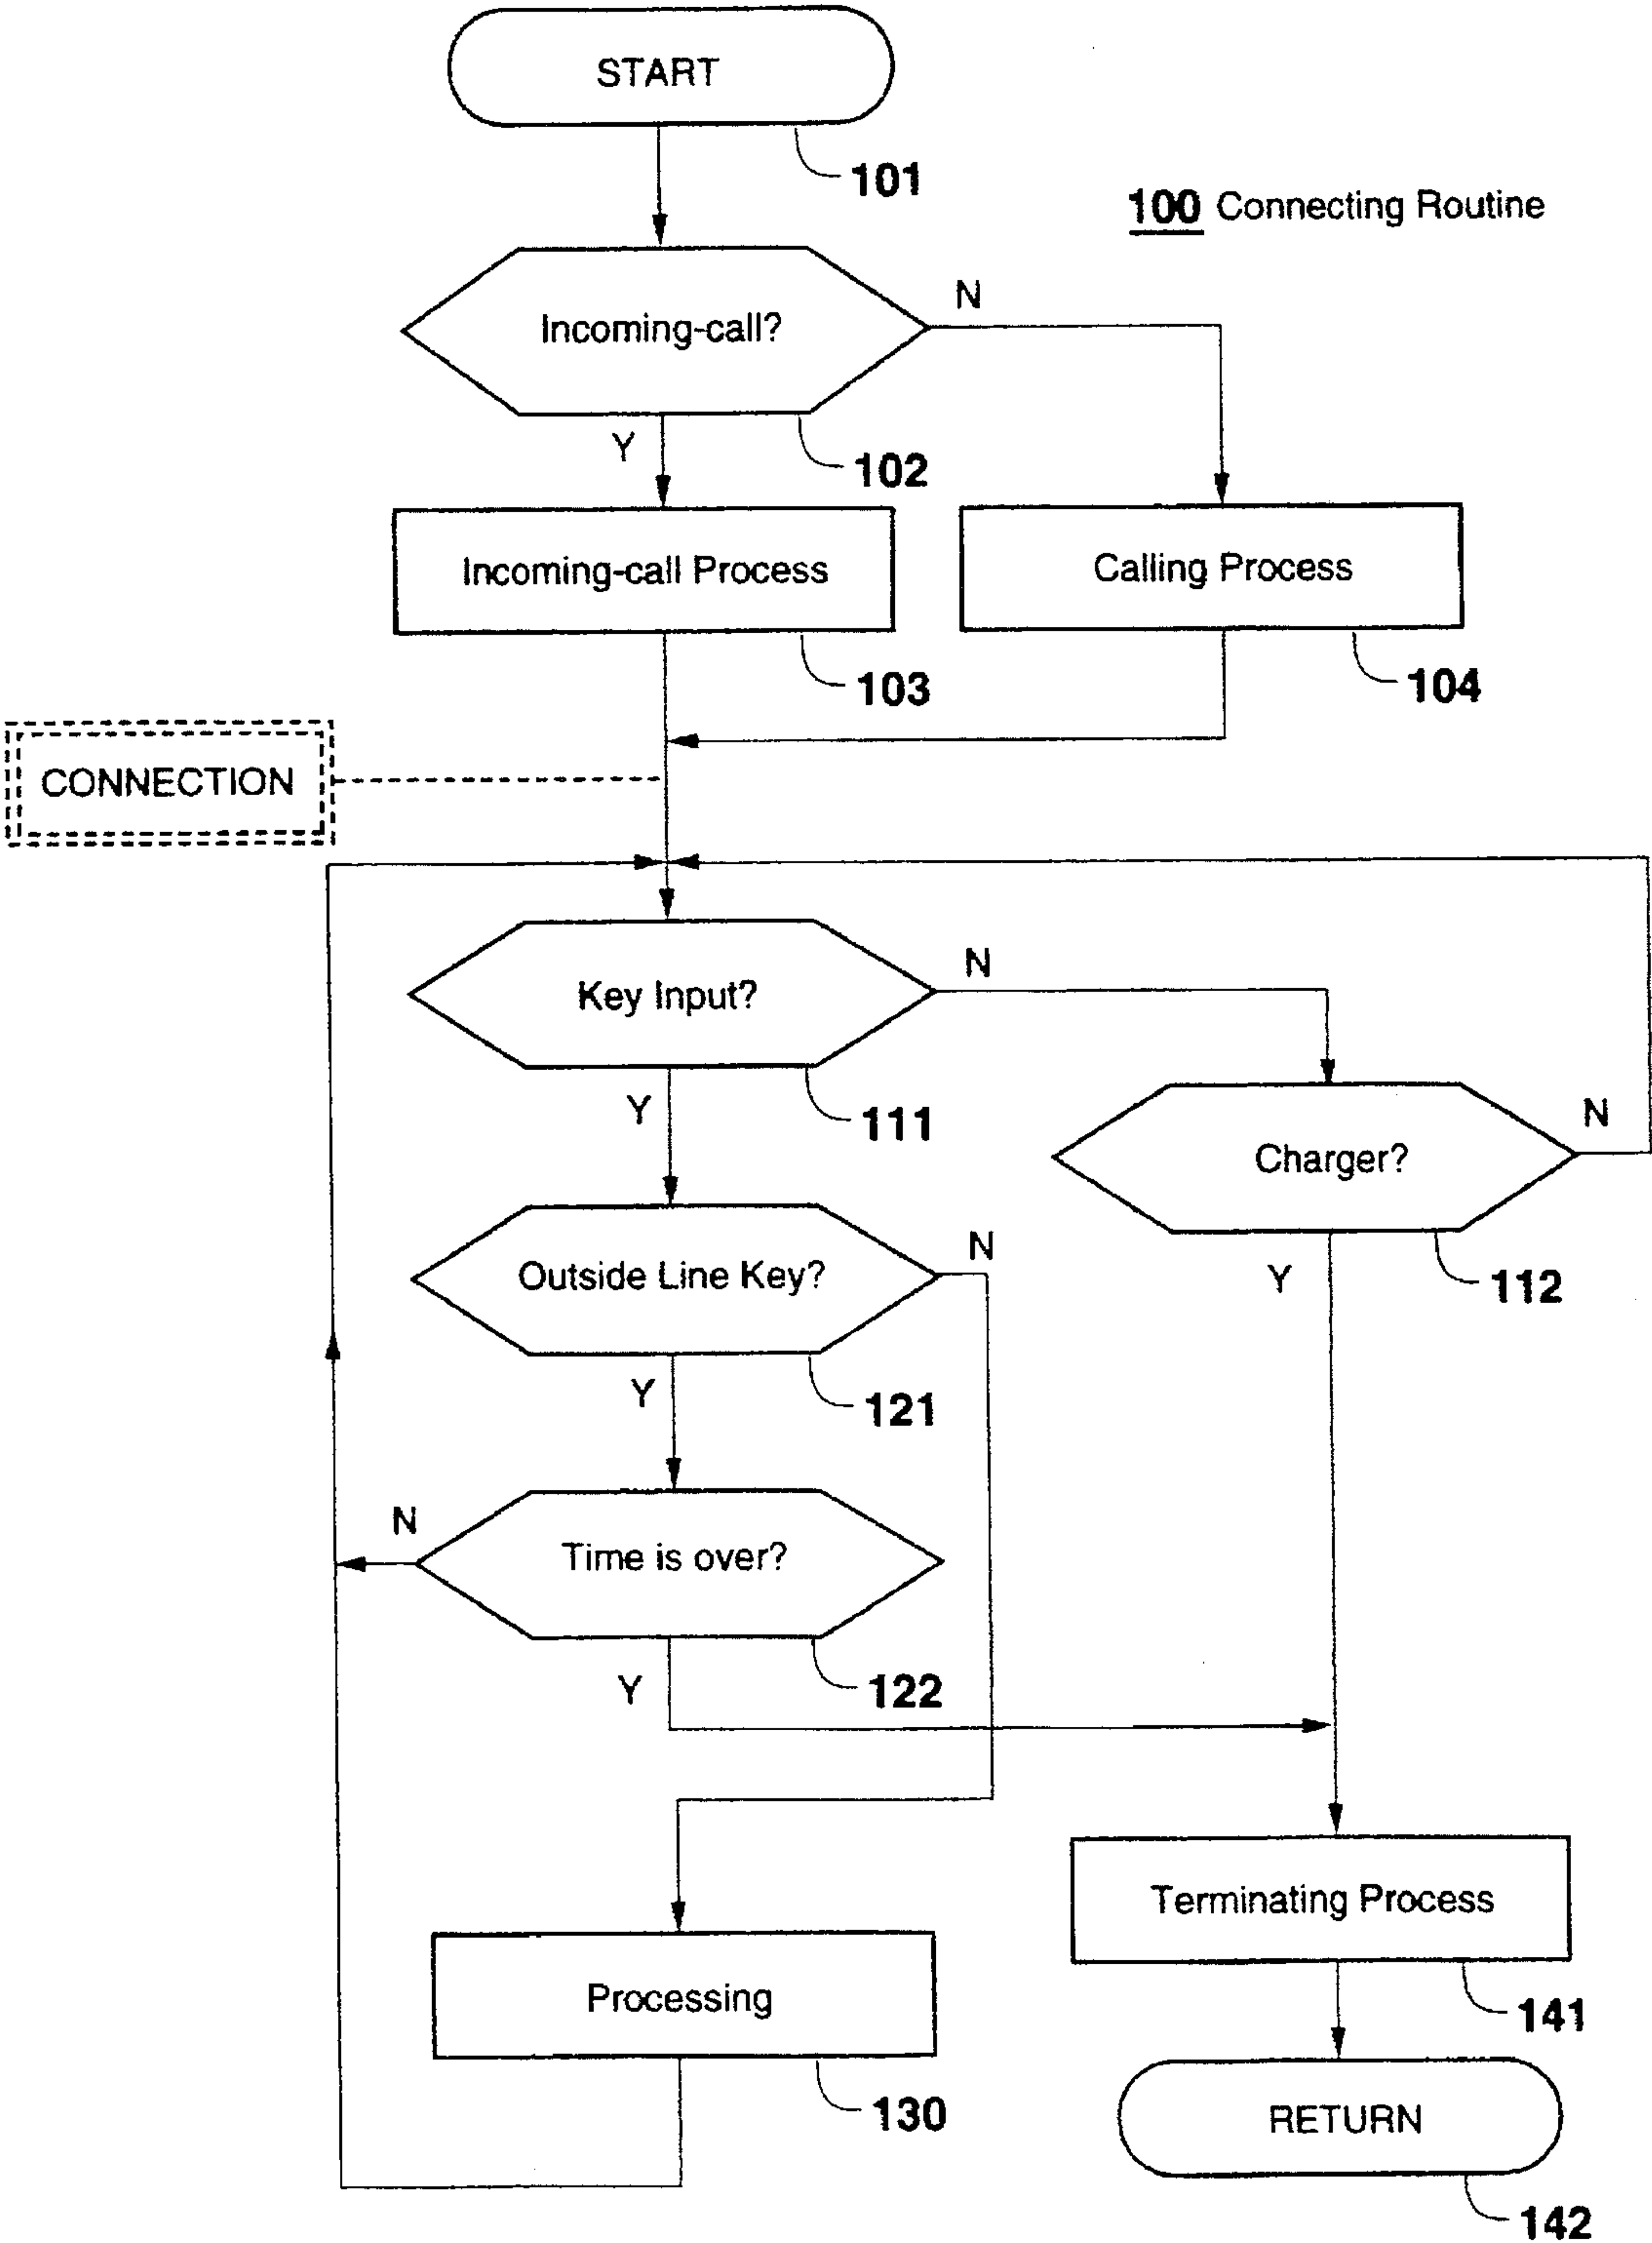 START
101
100 Connecting Routine
Incoming-call?
N
Y
102
Incoming-call Process
Calling Process
103
104
CONNECTION
Key Input?
N
Y
111
Charger?
N
Outside Line Key?
N
Y
112
Y
121
Time is over?
N
Y
122
Terminating Process
141
Processing
130
RETURN
142